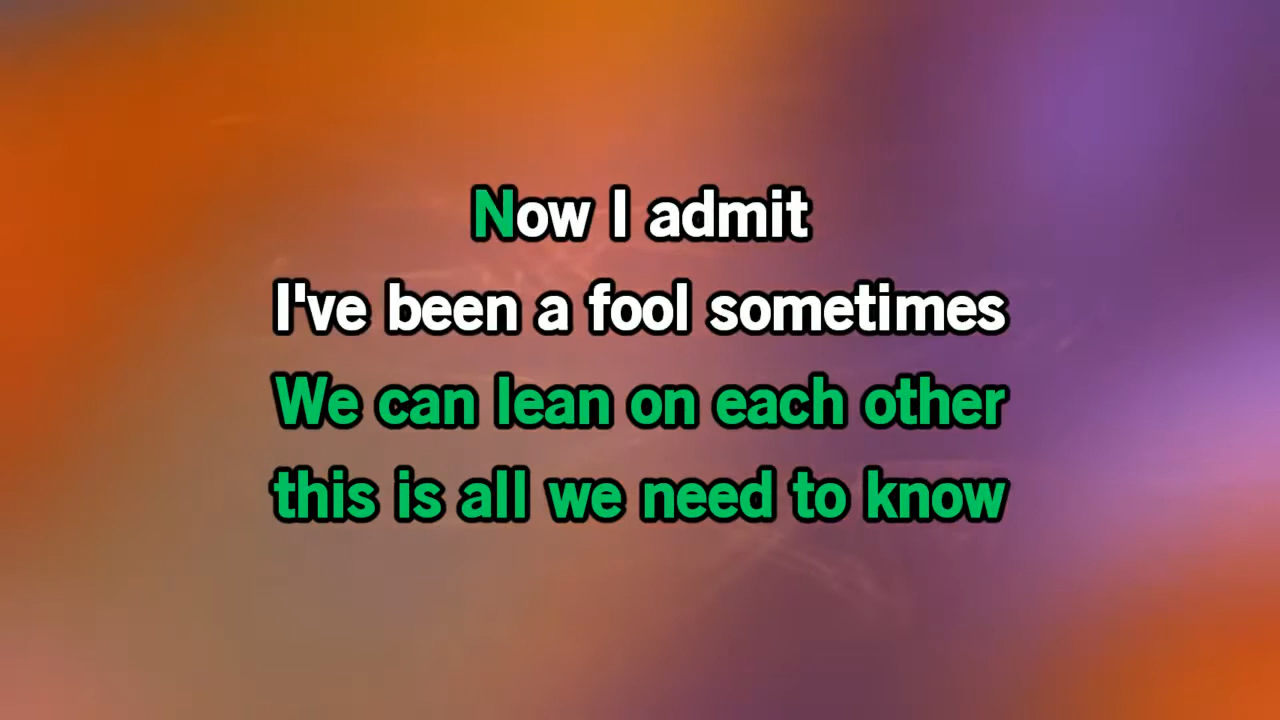 Now I admit
I've been a fool sometimes
We can lean on each other
this is all we need to know